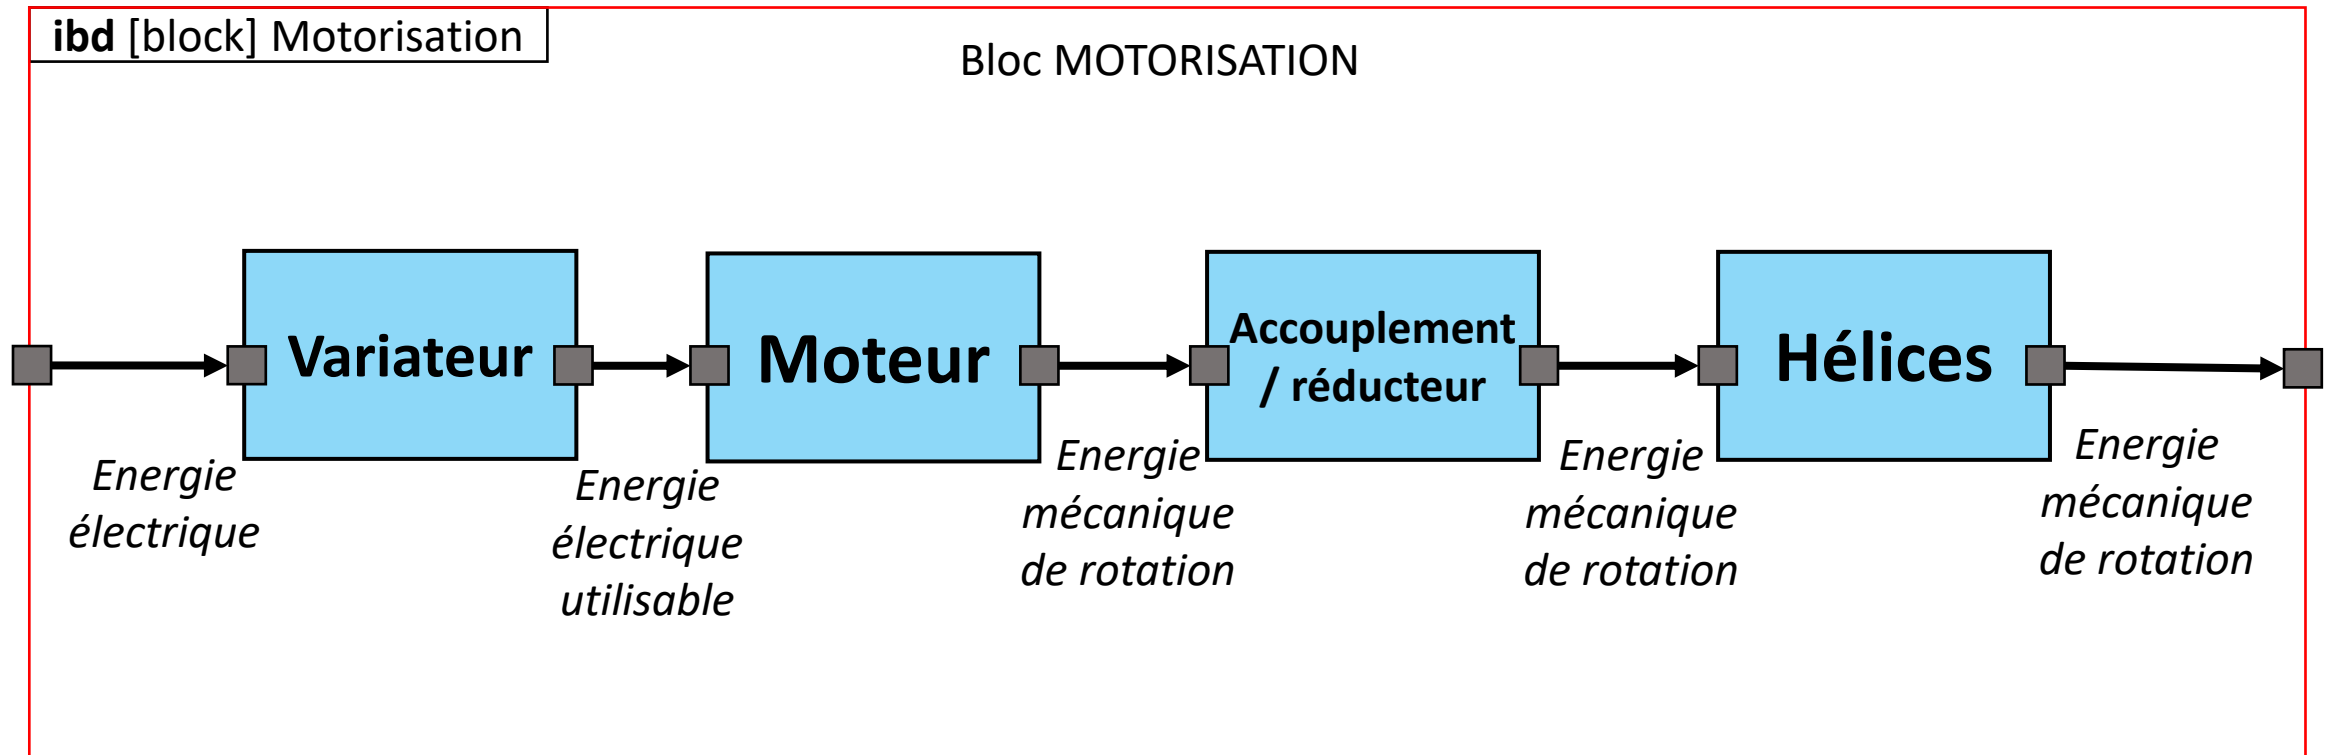 ibd [block] Motorisation
Bloc MOTORISATION
Variateur
Moteur
Accouplement
/ réducteur
Hélices
Energie
électrique
Energie
électrique
utilisable
Energie
mécanique
de rotation
Energie
mécanique
de rotation
Energie
mécanique
de rotation